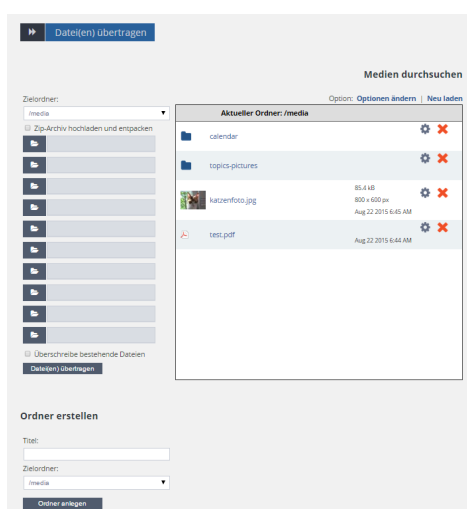 Datei(en) übertragen
Medien durchsuchen
Zielordner:
Option: Optionen ändern | Neu laden
/media
Aktueller Ordner: /media
Zip-Archiv hochladen und entpacken
calendar
topics-pictures
katzenfoto.jpg
85.4 kB
800 x 600 px
Aug 22 2015 6:45 AM
test.pdf
Aug 22 2015 6:44 AM
Überschreibe bestehende Dateien
Datei(en) übertragen
Ordner erstellen
Titel:
Zielordner:
/media
Ordner anlegen